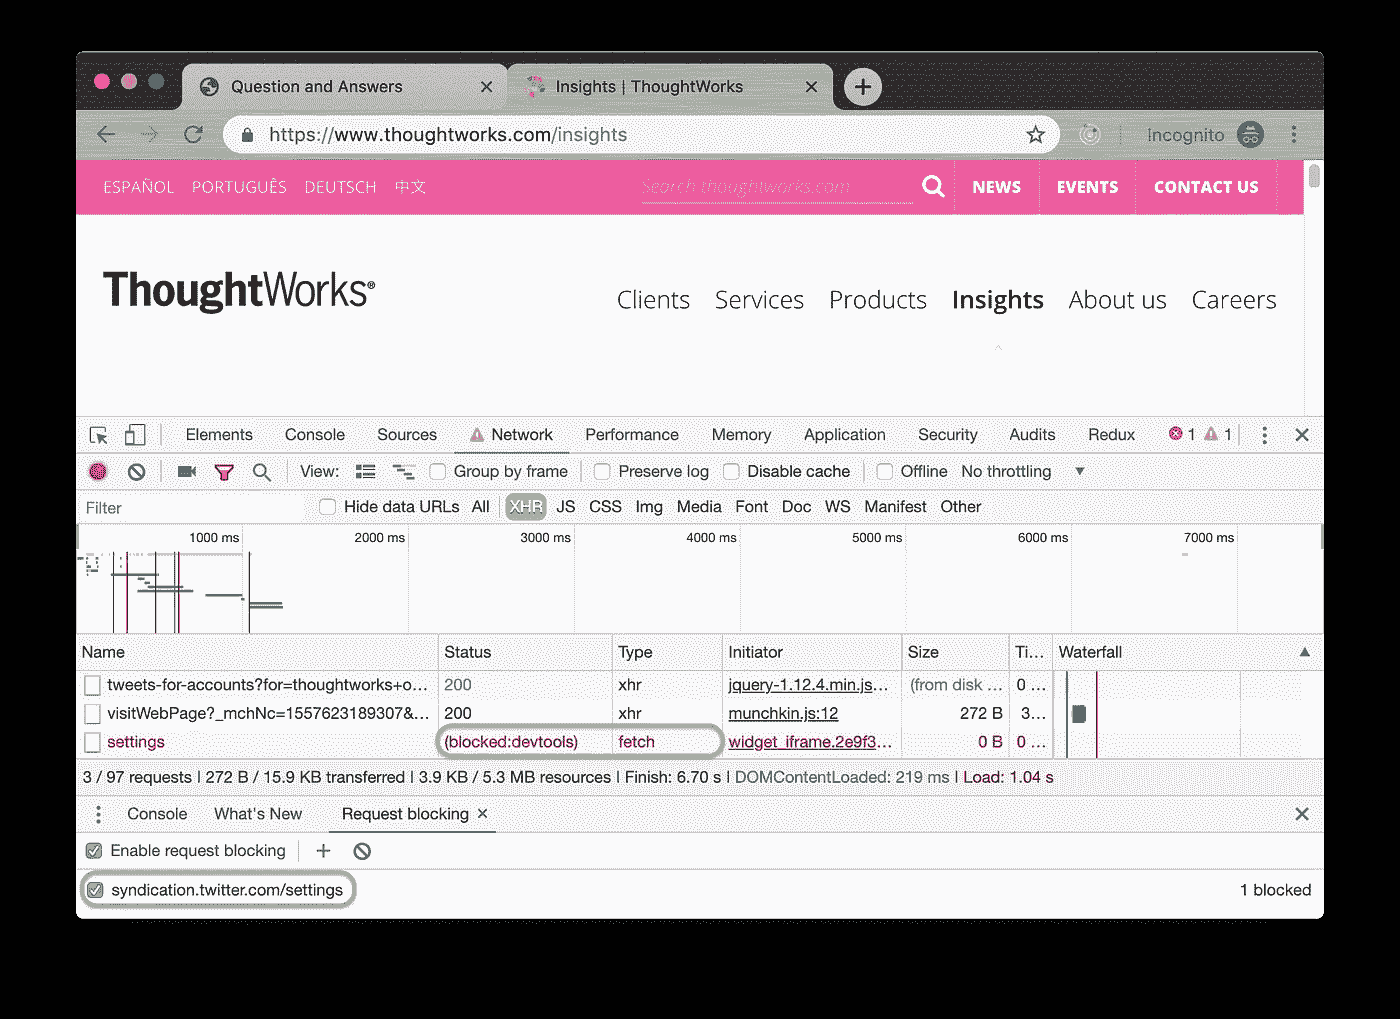 Question and Answers
Insights | ThoughtWorks
https://www.thoughtworks.com/insights
Incognito
ESPAÑOL PORTUGUÊS DEUTSCH 中文
Search thoughtworks.com
NEWS EVENTS CONTACT US
ThoughtWorks®
Clients Services Products Insights About us Careers
Elements Console Sources Network Performance Memory Application Security Audits Redux 1 1
View: Group by frame Preserve log Disable cache Offline No throttling
Filter Hide data URLs All XHR JS CSS Img Media Font Doc WS Manifest Other
1000 ms 2000 ms 3000 ms 4000 ms 5000 ms 6000 ms 7000 ms
Name Status Type Initiator Size Ti... Waterfall
tweets-for-accounts?for=thoughtworks+o... 200 xhr jquery-1.12.4.min.js... (from disk ... 0 ...
visitWebPage?_mchNc=1557623189307&... 200 xhr munchkin.js:12 272 B 3...
settings (blocked:devtools) fetch widget_iframe.2e9f3... 0 B 0 ...
3 / 97 requests | 272 B / 15.9 KB transferred | 3.9 KB / 5.3 MB resources | Finish: 6.70 s | DOMContentLoaded: 219 ms | Load: 1.04 s
Console What's New Request blocking
Enable request blocking
syndication.twitter.com/settings 1 blocked